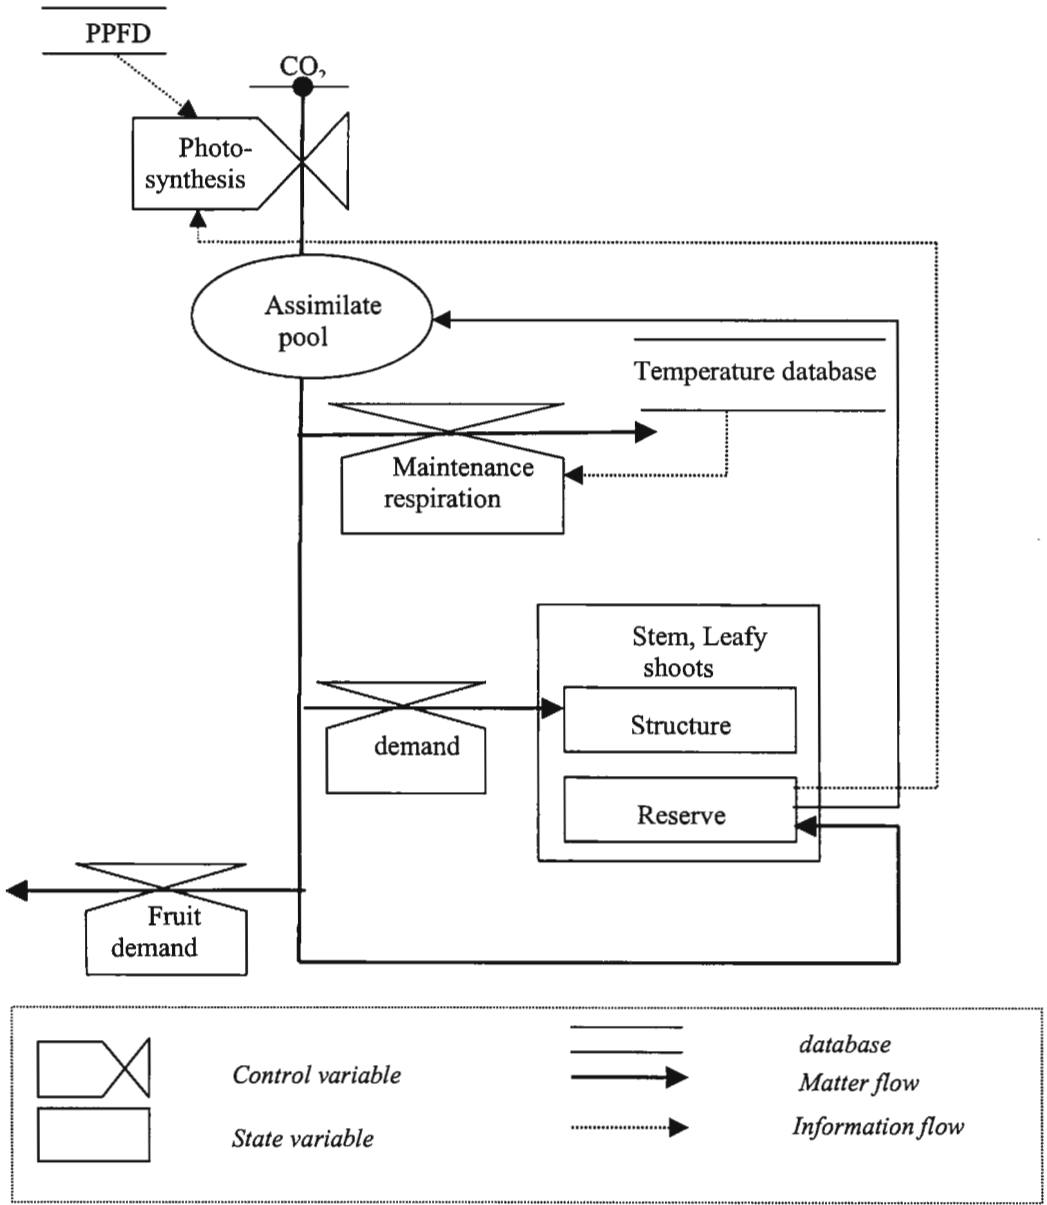 PPFD
CO2
Photo-
synthesis
Assimilate
pool
Temperature database
Maintenance
respiration
Stem, Leafy
shoots
Structure
demand
Reserve
Fruit
demand
database
Control variable
Matter flow
State variable
Information flow